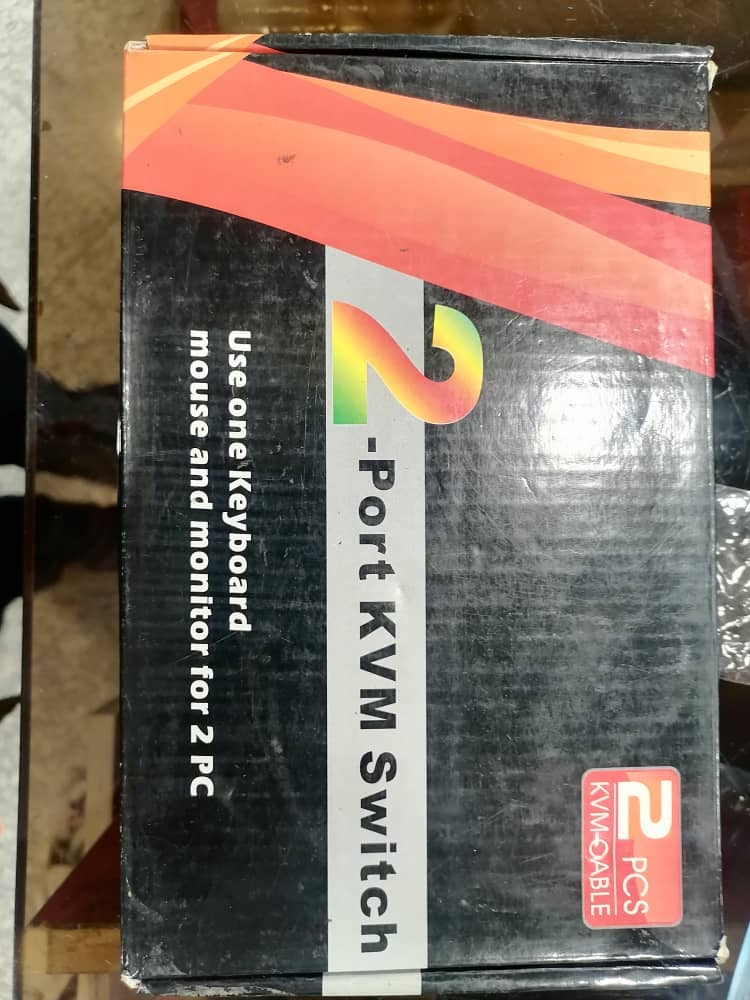 2 PCS
KVM CABLE
2-Port KVM Switch
Use one Keyboard
mouse and monitor for 2 PC